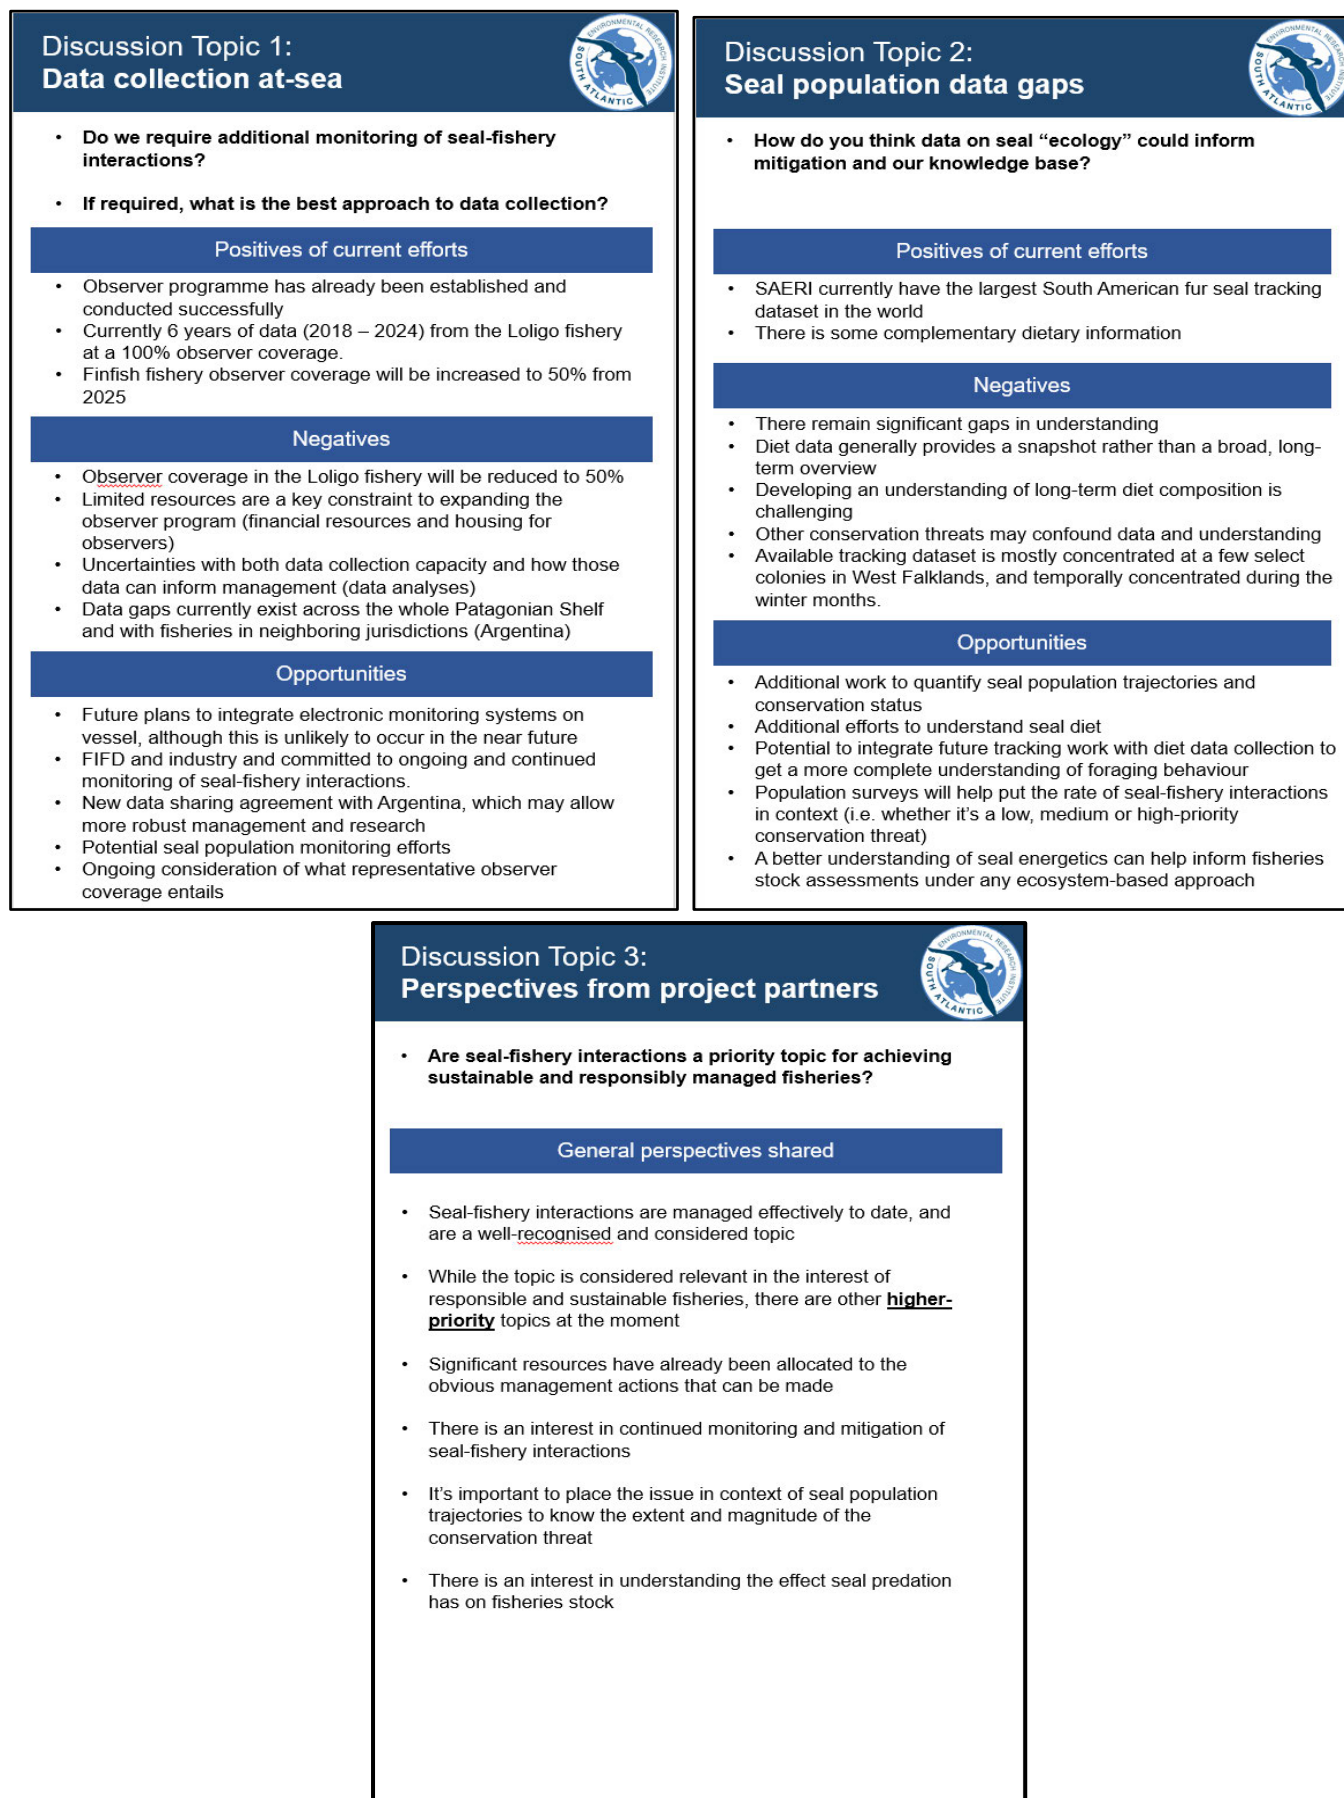 Discussion Topic 1:
Data collection at-sea
ENVIRONMENTAL RESEARCH INSTITUTE
SOUTH ATLANTIC
• Do we require additional monitoring of seal-fishery
interactions?
• If required, what is the best approach to data collection?
Positives of current efforts
• Observer programme has already been established and
conducted successfully
• Currently 6 years of data (2018 – 2024) from the Loligo fishery
at a 100% observer coverage.
• Finfish fishery observer coverage will be increased to 50% from
2025
Negatives
• Observer coverage in the Loligo fishery will be reduced to 50%
• Limited resources are a key constraint to expanding the
observer program (financial resources and housing for
observers)
• Uncertainties with both data collection capacity and how those
data can inform management (data analyses)
• Data gaps currently exist across the whole Patagonian Shelf
and with fisheries in neighboring jurisdictions (Argentina)
Opportunities
• Future plans to integrate electronic monitoring systems on
vessel, although this is unlikely to occur in the near future
• FIFD and industry and committed to ongoing and continued
monitoring of seal-fishery interactions.
• New data sharing agreement with Argentina, which may allow
more robust management and research
• Potential seal population monitoring efforts
• Ongoing consideration of what representative observer
coverage entails
Discussion Topic 2:
Seal population data gaps
ENVIRONMENTAL RESEARCH INSTITUTE
SOUTH ATLANTIC
• How do you think data on seal “ecology” could inform
mitigation and our knowledge base?
Positives of current efforts
• SAERI currently have the largest South American fur seal tracking
dataset in the world
• There is some complementary dietary information
Negatives
• There remain significant gaps in understanding
• Diet data generally provides a snapshot rather than a broad, long-
term overview
• Developing an understanding of long-term diet composition is
challenging
• Other conservation threats may confound data and understanding
• Available tracking dataset is mostly concentrated at a few select
colonies in West Falklands, and temporally concentrated during the
winter months.
Opportunities
• Additional work to quantify seal population trajectories and
conservation status
• Additional efforts to understand seal diet
• Potential to integrate future tracking work with diet data collection to
get a more complete understanding of foraging behaviour
• Population surveys will help put the rate of seal-fishery interactions
in context (i.e. whether it’s a low, medium or high-priority
conservation threat)
• A better understanding of seal energetics can help inform fisheries
stock assessments under any ecosystem-based approach
Discussion Topic 3:
Perspectives from project partners
ENVIRONMENTAL RESEARCH INSTITUTE
SOUTH ATLANTIC
• Are seal-fishery interactions a priority topic for achieving
sustainable and responsibly managed fisheries?
General perspectives shared
• Seal-fishery interactions are managed effectively to date, and
are a well-recognised and considered topic
• While the topic is considered relevant in the interest of
responsible and sustainable fisheries, there are other higher-
priority topics at the moment
• Significant resources have already been allocated to the
obvious management actions that can be made
• There is an interest in continued monitoring and mitigation of
seal-fishery interactions
• It’s important to place the issue in context of seal population
trajectories to know the extent and magnitude of the
conservation threat
• There is an interest in understanding the effect seal predation
has on fisheries stock